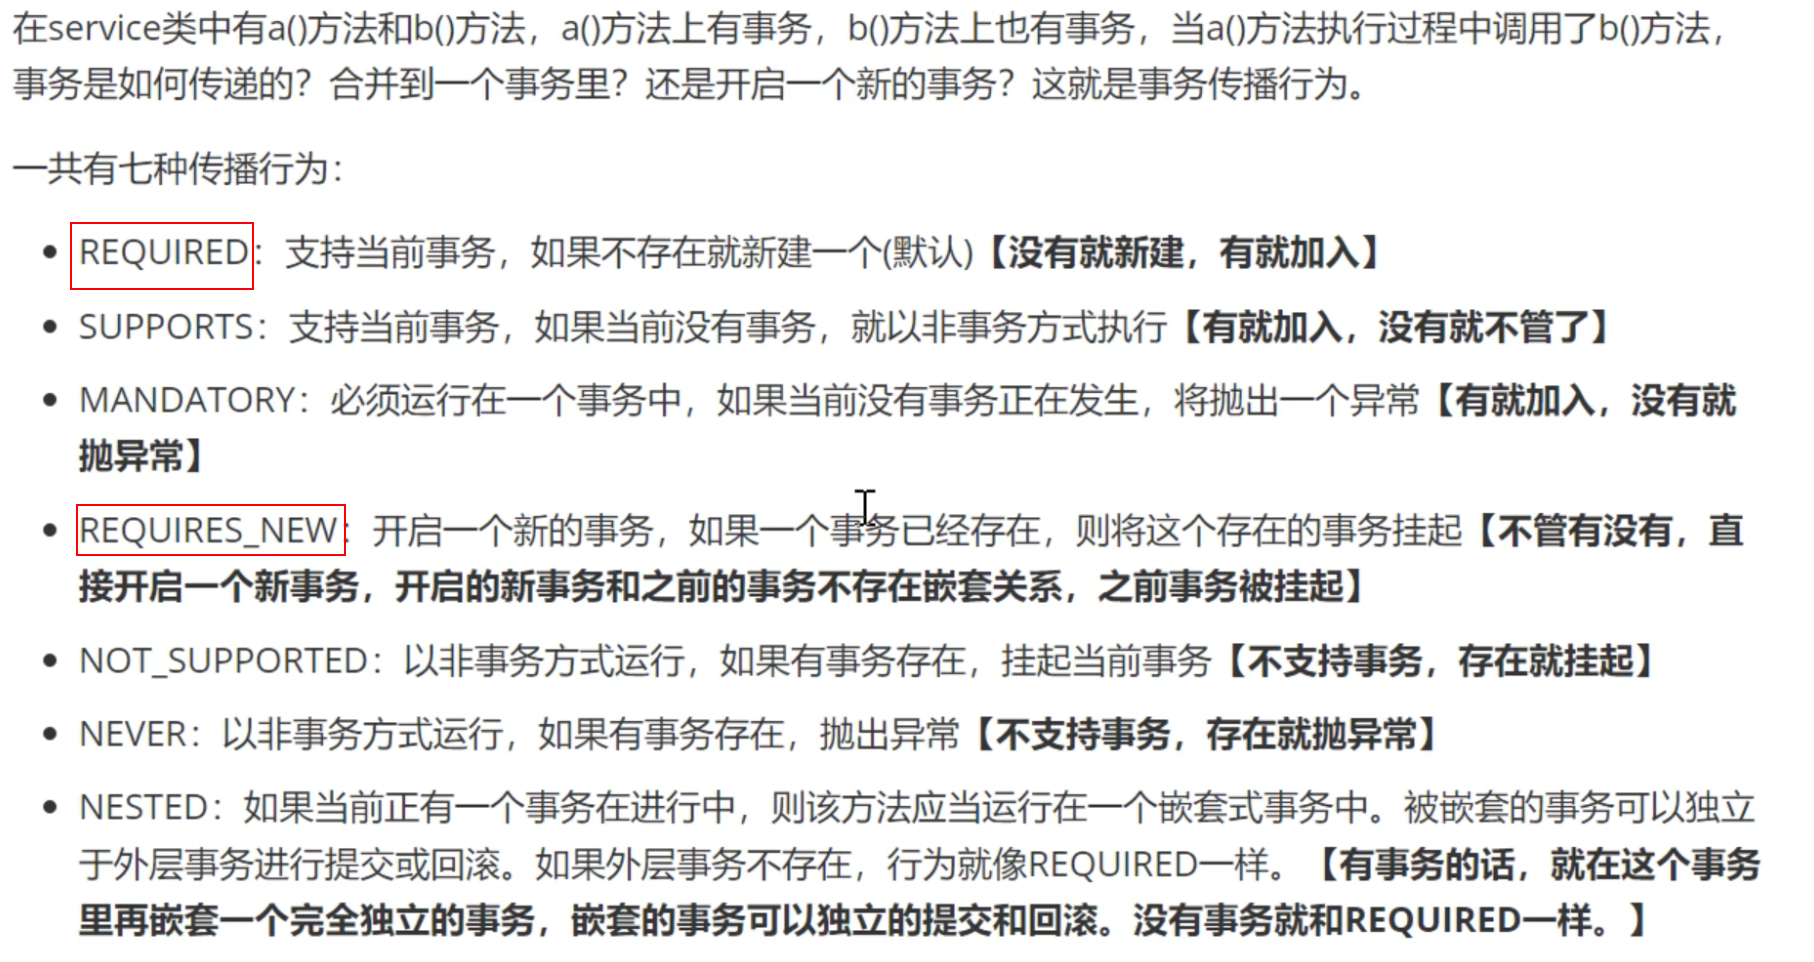 在service类中有a()方法和b()方法，a()方法上有事务，b()方法上也有事务，当a()方法执行过程中调用了b()方法，
事务是如何传递的？合并到一个事务里？还是开启一个新的事务？这就是事务传播行为。
一共有七种传播行为：
REQUIRED：支持当前事务，如果不存在就新建一个(默认)【没有就新建，有就加入】
SUPPORTS：支持当前事务，如果当前没有事务，就以非事务方式执行【有就加入，没有就不管了】
MANDATORY：必须运行在一个事务中，如果当前没有事务正在发生，将抛出一个异常【有就加入，没有就
抛异常】
REQUIRES_NEW：开启一个新的事务，如果一个事务已经存在，则将这个存在的事务挂起【不管有没有，直
接开启一个新事务，开启的新事务和之前的事务不存在嵌套关系，之前事务被挂起】
NOT_SUPPORTED：以非事务方式运行，如果有事务存在，挂起当前事务【不支持事务，存在就挂起】
NEVER：以非事务方式运行，如果有事务存在，抛出异常【不支持事务，存在就抛异常】
NESTED：如果当前正有一个事务在进行中，则该方法应当运行在一个嵌套式事务中。被嵌套的事务可以独立
于外层事务进行提交或回滚。如果外层事务不存在，行为就像REQUIRED一样。【有事务的话，就在这个事务
里再嵌套一个完全独立的事务，嵌套的事务可以独立的提交和回滚。没有事务就和REQUIRED一样。】